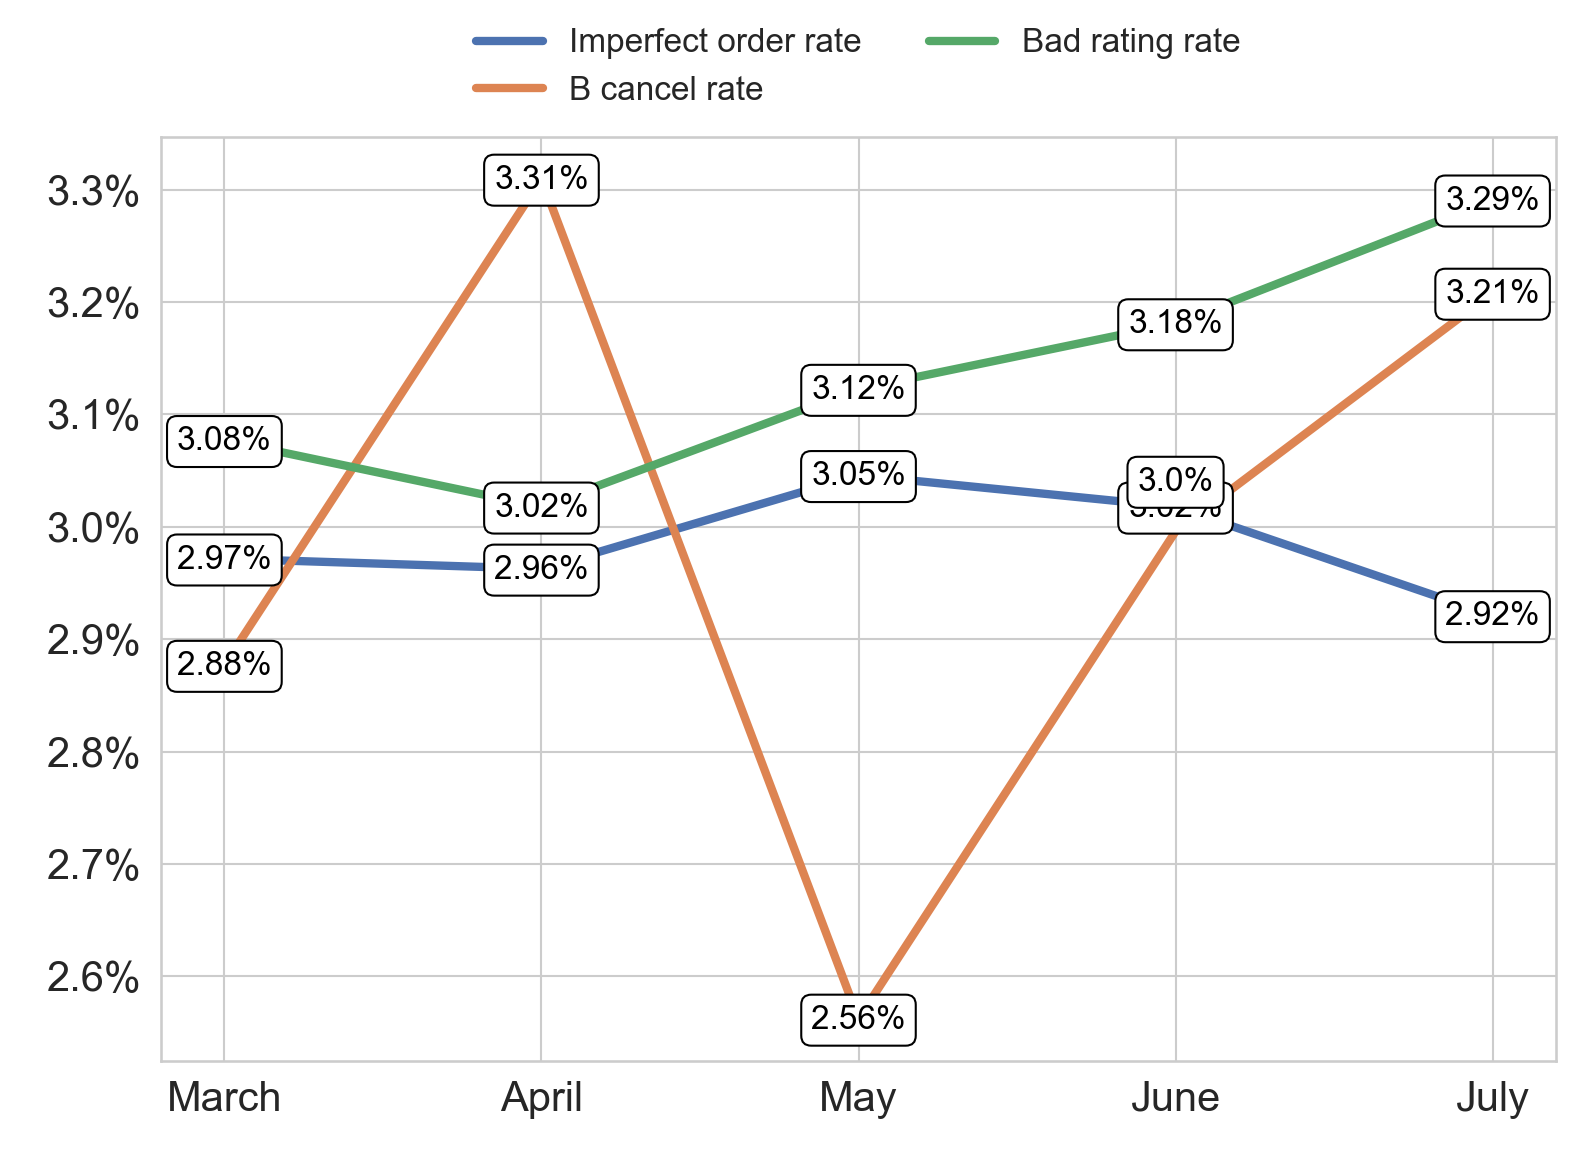 Imperfect order rate
B cancel rate
Bad rating rate
3.3%
3.2%
3.1%
3.0%
2.9%
2.8%
2.7%
2.6%
3.08%
2.97%
2.88%
3.31%
3.02%
2.96%
3.12%
3.05%
2.56%
3.18%
3.0%
3.02%
3.29%
3.21%
2.92%
March
April
May
June
July